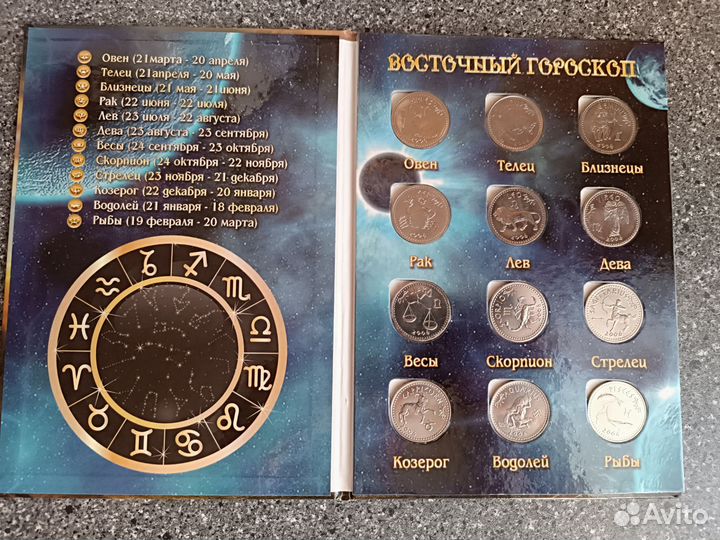 Овен (21марта - 20 апреля)
Телец (21апреля - 20 мая)
Близнецы (21 мая - 21июня)
Рак (22 июня - 22 июля)
Лев (23 июля - 22 августа)
Дева (23 августа - 23 сентября)
Весы (24 сентября - 23 октября)
Скорпион (24 октября - 22 ноября)
Стрелец (23 ноября - 21 декабря)
Козерог (22 декабря - 20 января)
Водолей (21 января - 18 февраля)
Рыбы (19 февраля - 20 марта)
Восточный гороскоп
Овен Телец Близнецы
Рак Лев Дева
Весы Скорпион Стрелец
Козерог Водолей Рыбы
Avito